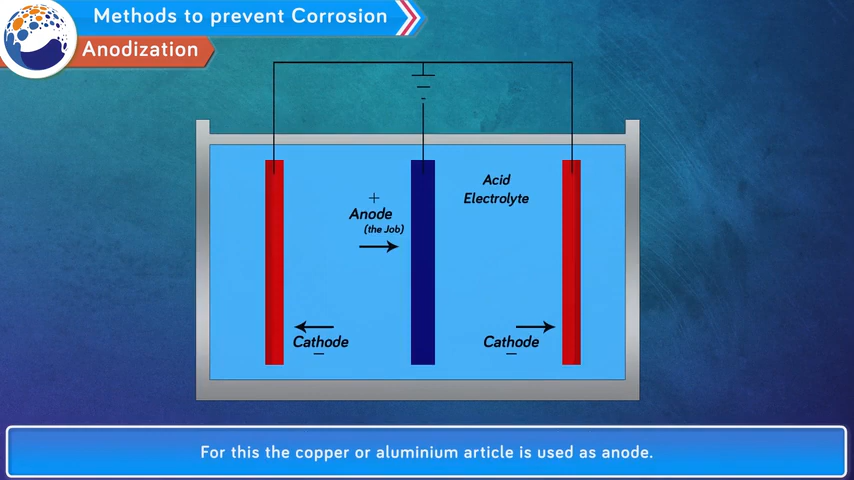 Methods to prevent Corrosion
Anodization
Acid
Electrolyte
+
Anode
(the Job)
Cathode
−
Cathode
−
For this the copper or aluminium article is used as anode.